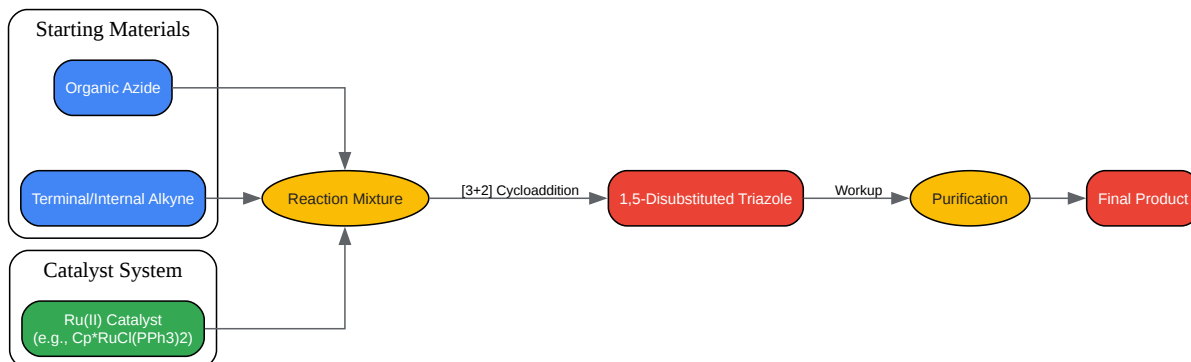 Starting Materials
Organic Azide
Terminal/Internal Alkyne
Reaction Mixture
[3+2] Cycloaddition
1,5-Disubstituted Triazole
Workup
Purification
Final Product
Catalyst System
Ru(II) Catalyst
(e.g., Cp*RuCl(PPh3)2)